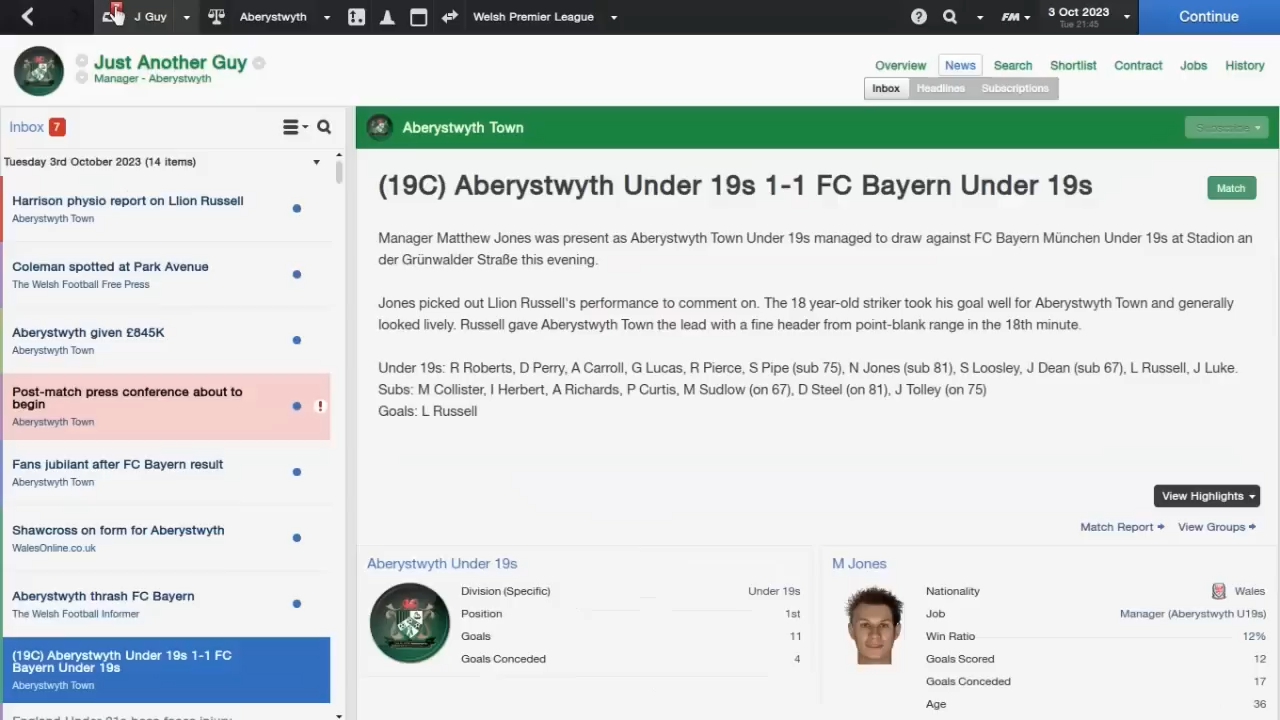 J Guy
Aberystwyth
Welsh Premier League
FM
3 Oct 2023
Tue 21:45
Continue
Just Another Guy
Manager - Aberystwyth
Overview
News
Search
Shortlist
Contract
Jobs
History
Inbox
Headlines
Subscriptions
Inbox 7
Tuesday 3rd October 2023 (14 items)
Harrison physio report on Llion Russell
Aberystwyth Town
Coleman spotted at Park Avenue
The Welsh Football Free Press
Aberystwyth given £845K
Aberystwyth Town
Post-match press conference about to
begin
Aberystwyth Town
Fans jubilant after FC Bayern result
Aberystwyth Town
Shawcross on form for Aberystwyth
WalesOnline.co.uk
Aberystwyth thrash FC Bayern
The Welsh Football Informer
(19C) Aberystwyth Under 19s 1-1 FC
Bayern Under 19s
Aberystwyth Town
Aberystwyth Town
Subscribe
(19C) Aberystwyth Under 19s 1-1 FC Bayern Under 19s
Match
Manager Matthew Jones was present as Aberystwyth Town Under 19s managed to draw against FC Bayern München Under 19s at Stadion an
der Grünwalder Straße this evening.
Jones picked out Llion Russell's performance to comment on. The 18 year-old striker took his goal well for Aberystwyth Town and generally
looked lively. Russell gave Aberystwyth Town the lead with a fine header from point-blank range in the 18th minute.
Under 19s: R Roberts, D Perry, A Carroll, G Lucas, R Pierce, S Pipe (sub 75), N Jones (sub 81), S Loosley, J Dean (sub 67), L Russell, J Luke.
Subs: M Collister, I Herbert, A Richards, P Curtis, M Sudlow (on 67), D Steel (on 81), J Tolley (on 75)
Goals: L Russell
View Highlights
Match Report
View Groups
Aberystwyth Under 19s
Division (Specific) Under 19s
Position 1st
Goals 11
Goals Conceded 4
M Jones
Nationality Wales
Job Manager (Aberystwyth U19s)
Win Ratio 12%
Goals Scored 12
Goals Conceded 17
Age 36